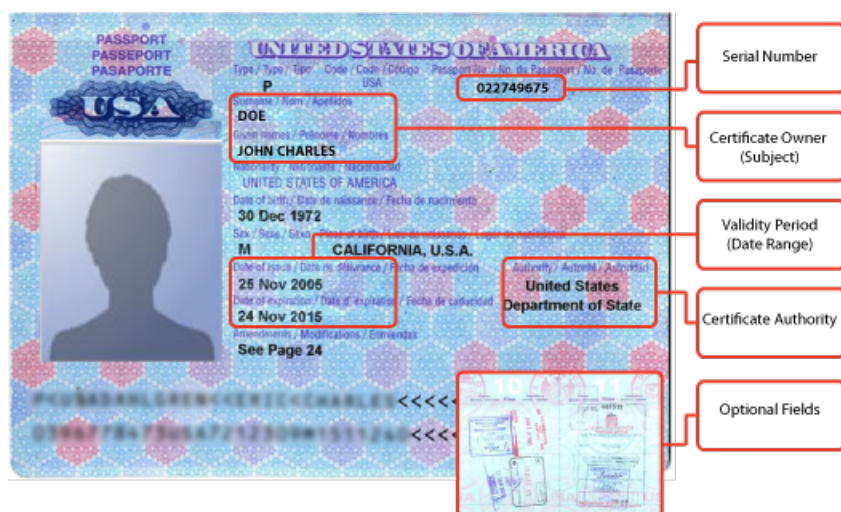 PASSPORT
PASSEPORT
PASAPORTE
USA
UNITED STATES OF AMERICA
Type / Type / Tipo Code / Code / Código Passport No. / No. du Passeport / No. de Pasaporte
P USA 022749675
Surname / Nom / Apellidos
DOE
Given names / Prénoms / Nombres
JOHN CHARLES
Nationality / Nationalité / Nacionalidad
UNITED STATES OF AMERICA
Date of birth / Date de naissance / Fecha de nacimiento
30 Dec 1972
Sex / Sexe / Sexo Place of birth / Lieu de naissance / Lugar de nacimiento
M CALIFORNIA, U.S.A.
Date of issue / Date de délivrance / Fecha de expedición Authority / Autorité / Autoridad
25 Nov 2005 United States
Date of expiration / Date d' expiration / Fecha de caducidad Department of State
24 Nov 2015
Amendments / Modifications / Enmiendas
See Page 24
<<<<<
<<<<
10 11
Serial Number
Certificate Owner
(Subject)
Validity Period
(Date Range)
Certificate Authority
Optional Fields